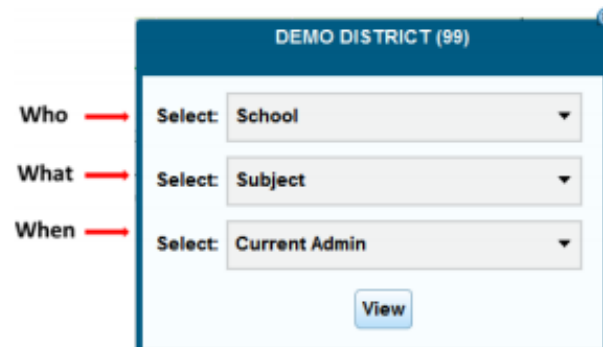 DEMO DISTRICT (99)
Who Select: School
What Select: Subject
When Select: Current Admin
View